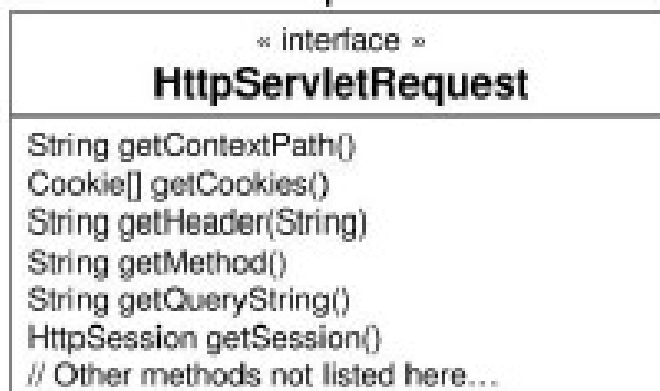 « interface »
HttpServletRequest
String getContextPath()
Cookie[] getCookies()
String getHeader(String)
String getMethod()
String getQueryString()
HttpSession getSession()
// Other methods not listed here...